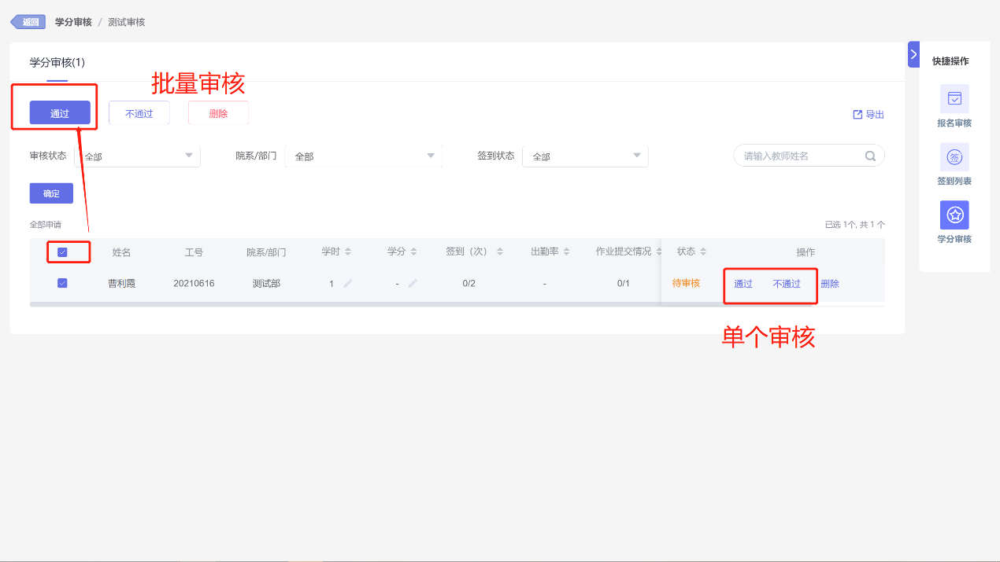 返回 学分审核 / 测试审核
学分审核(1)
快捷操作
批量审核
通过 不通过 删除
导出
报名审核
审核状态 全部 院系/部门 全部 签到状态 全部 请输入教师姓名
签
签到列表
确定
全部申请 已选 1个, 共 1 个
学分审核
姓名 工号 院系/部门 学时 学分 签到（次） 出勤率 作业提交情况 状态 操作
曹利霞 20210616 测试部 1 - 0/2 - 0/1 待审核 通过 不通过 删除
单个审核